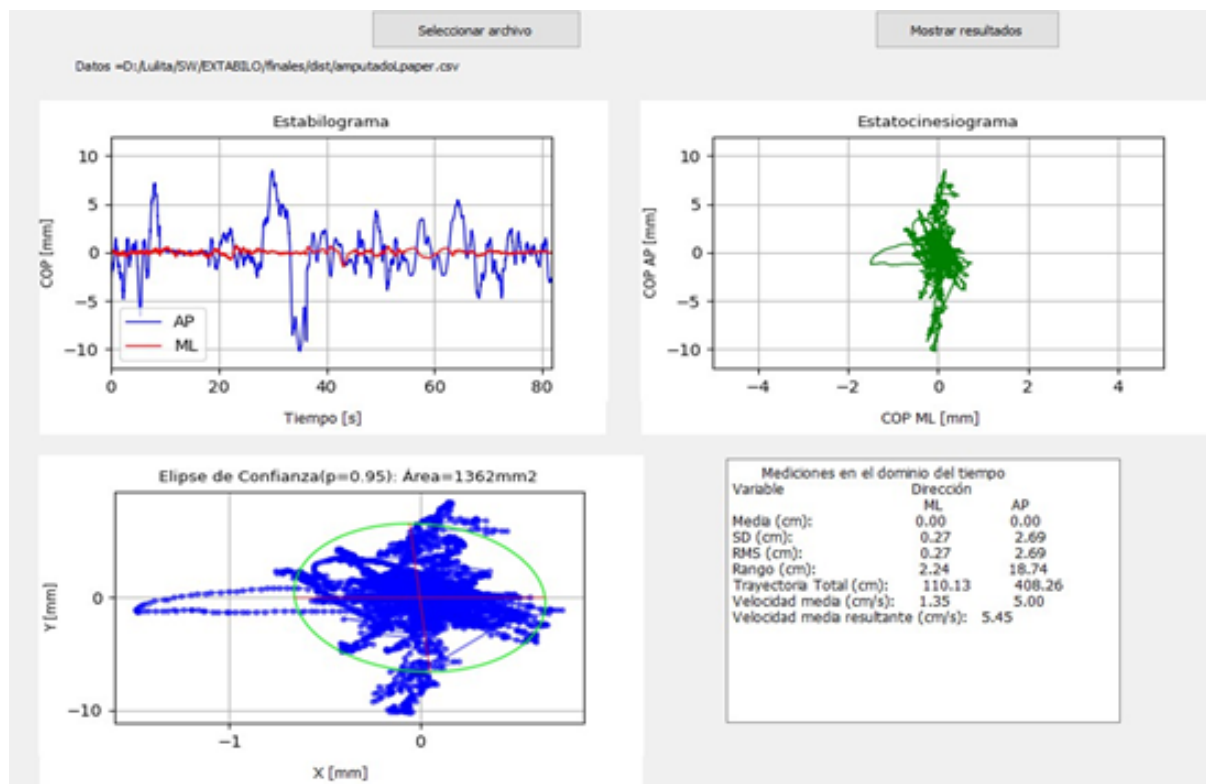 Seleccionar archivo
Mostrar resultados
Datos =D:/Lulita/SW/EXTABILO/finales/dist/amputadoLpaper.csv
Estabilograma
10
5
0
−5
−10
COP [mm]
AP
ML
0 20 40 60 80
Tiempo [s]
Estatocinesiograma
10
5
0
−5
−10
COP AP [mm]
−4 −2 0 2 4
COP ML [mm]
Elipse de Confianza(p=0.95): Área=1362mm2
0
−10
Y [mm]
−1 0
X [mm]
Mediciones en el dominio del tiempo
Variable Dirección
ML AP
Media (cm): 0.00 0.00
SD (cm): 0.27 2.69
RMS (cm): 0.27 2.69
Rango (cm): 2.24 18.74
Trayectoria Total (cm): 110.13 408.26
Velocidad media (cm/s): 1.35 5.00
Velocidad media resultante (cm/s): 5.45